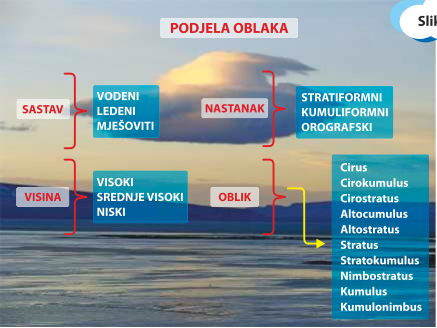 Slik
PODJELA OBLAKA
SASTAV
VODENI
LEDENI
MJEŠOVITI
NASTANAK
STRATIFORMNI
KUMULIFORMNI
OROGRAFSKI
VISINA
VISOKI
SREDNJE VISOKI
NISKI
OBLIK
Cirus
Cirokumulus
Cirostratus
Altocumulus
Altostratus
Stratus
Stratokumulus
Nimbostratus
Kumulus
Kumulonimbus